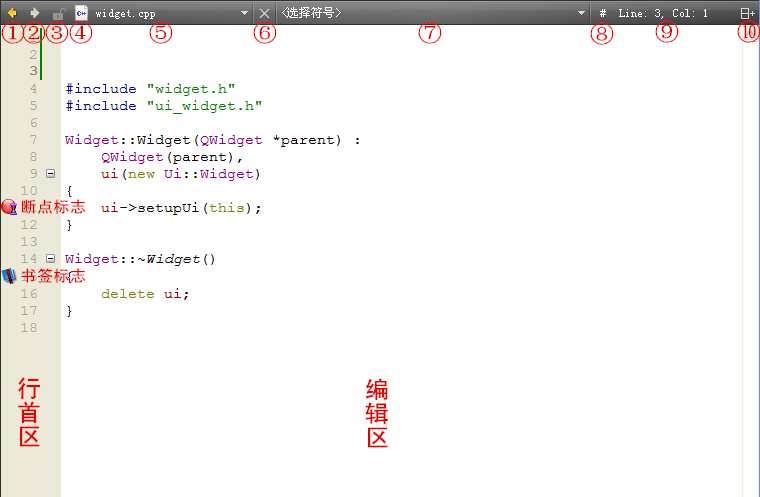 widget.cpp <选择符号> # Line: 3, Col: 1
① ② ③ ④ ⑤ ⑥ ⑦ ⑧ ⑨ ⑩
2
3
4 #include "widget.h"
5 #include "ui_widget.h"
6
7 Widget::Widget(QWidget *parent) :
8 QWidget(parent),
9 ui(new Ui::Widget)
10 {
断点标志 ui->setupUi(this);
12 }
13
14 Widget::~Widget()
书签标志 {
16 delete ui;
17 }
18
行首区
编辑区